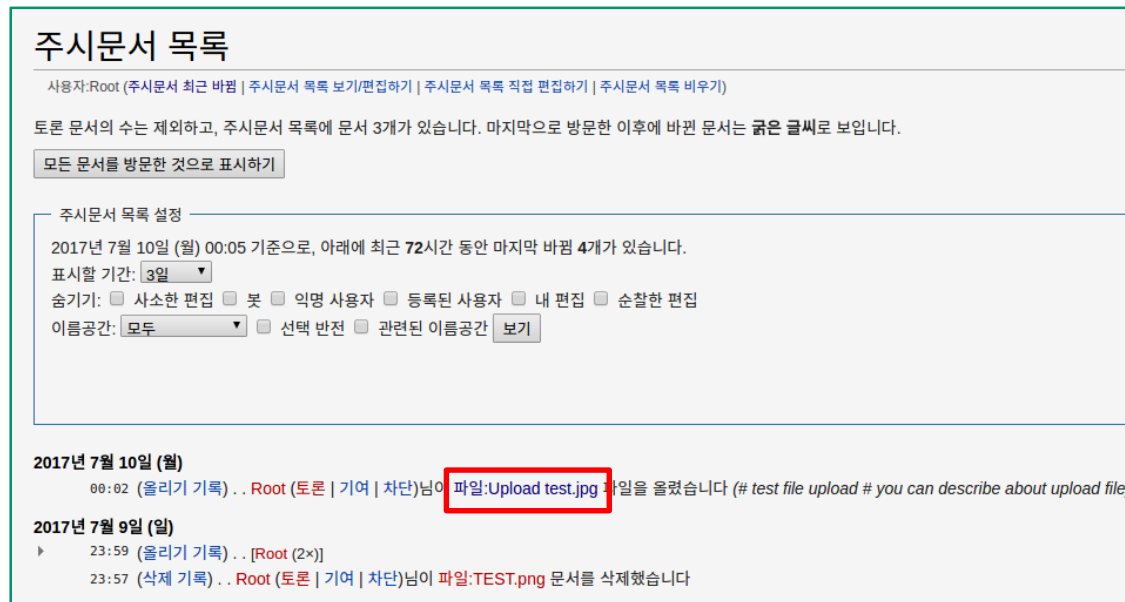 주시문서 목록
사용자:Root (주시문서 최근 바뀜 | 주시문서 목록 보기/편집하기 | 주시문서 목록 직접 편집하기 | 주시문서 목록 비우기)
토론 문서의 수는 제외하고, 주시문서 목록에 문서 3개가 있습니다. 마지막으로 방문한 이후에 바뀐 문서는 굵은 글씨로 보입니다.
모든 문서를 방문한 것으로 표시하기
주시문서 목록 설정
2017년 7월 10일 (월) 00:05 기준으로, 아래에 최근 72시간 동안 마지막 바뀜 4개가 있습니다.
표시할 기간: 3일
숨기기: 사소한 편집 봇 익명 사용자 등록된 사용자 내 편집 순찰한 편집
이름공간: 모두 선택 반전 관련된 이름공간 보기
2017년 7월 10일 (월)
00:02 (올리기 기록) . . Root (토론 | 기여 | 차단)님이 파일:Upload test.jpg 파일을 올렸습니다 (# test file upload # you can describe about upload file
2017년 7월 9일 (일)
23:59 (올리기 기록) . . [Root (2×)]
23:57 (삭제 기록) . . Root (토론 | 기여 | 차단)님이 파일:TEST.png 문서를 삭제했습니다